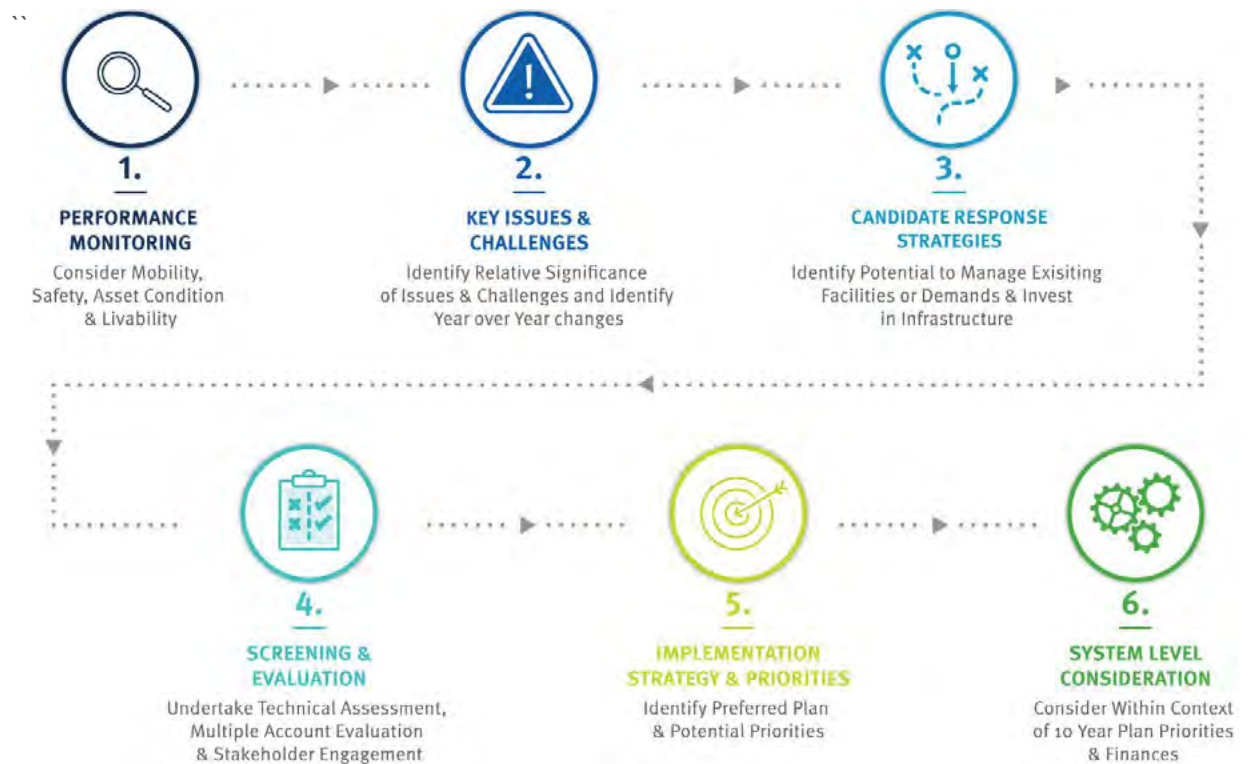 ``
1.
PERFORMANCE
MONITORING
Consider Mobility,
Safety, Asset Condition
& Livability
2.
KEY ISSUES &
CHALLENGES
Identify Relative Significance
of Issues & Challenges and Identify
Year over Year changes
3.
CANDIDATE RESPONSE
STRATEGIES
Identify Potential to Manage Exisiting
Facilities or Demands & Invest
in Infrastructure
4.
SCREENING &
EVALUATION
Undertake Technical Assessment,
Multiple Account Evaluation
& Stakeholder Engagement
5.
IMPLEMENTATION
STRATEGY & PRIORITIES
Identify Preferred Plan
& Potential Priorities
6.
SYSTEM LEVEL
CONSIDERATION
Consider Within Context
of 10 Year Plan Priorities
& Finances